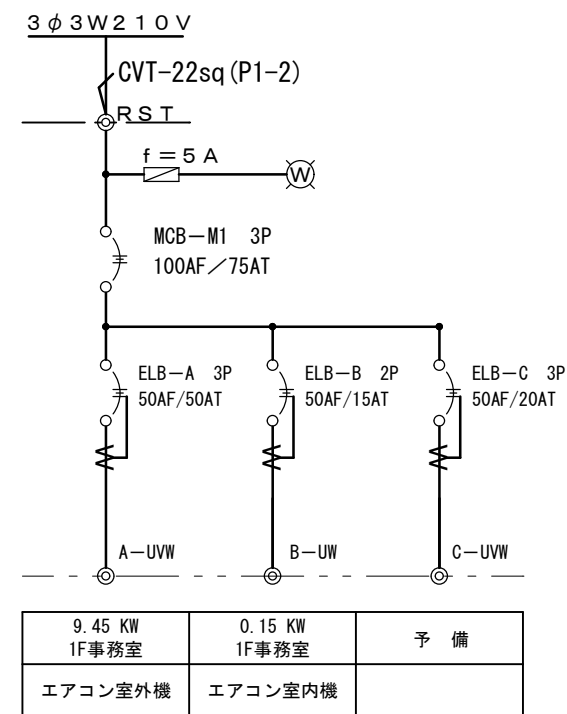 3φ3W210V
CVT-22sq(P1-2)
RST
f=5A
W
MCB-M1 3P
100AF/75AT
ELB-A 3P
50AF/50AT
ELB-B 2P
50AF/15AT
ELB-C 3P
50AF/20AT
A-UVW
B-UW
C-UVW
9.45 KW
1F事務室
0.15 KW
1F事務室
予 備
エアコン室外機
エアコン室内機